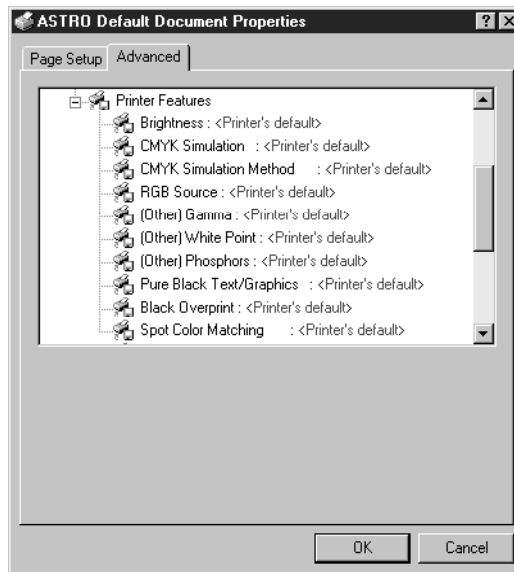 ASTRO Default Document Properties
Page Setup
Advanced
Printer Features
Brightness : <Printer's default>
CMYK Simulation : <Printer's default>
CMYK Simulation Method : <Printer's default>
RGB Source : <Printer's default>
(Other) Gamma : <Printer's default>
(Other) White Point : <Printer's default>
(Other) Phosphors : <Printer's default>
Pure Black Text/Graphics : <Printer's default>
Black Overprint : <Printer's default>
Spot Color Matching : <Printer's default>
OK
Cancel